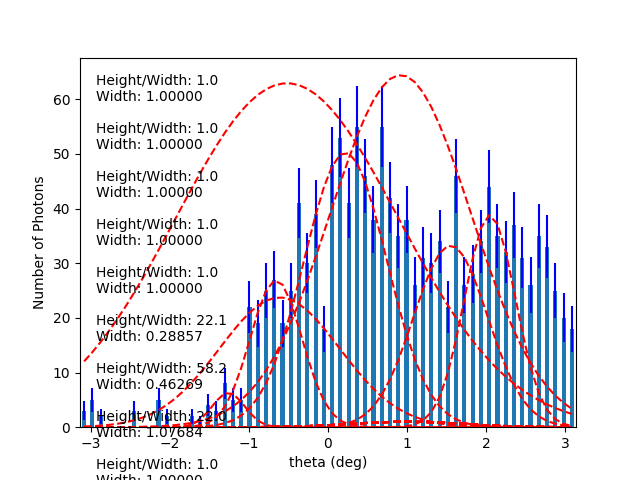 Height/Width: 1.0
Width: 1.00000
Height/Width: 1.0
Width: 1.00000
Height/Width: 1.0
Width: 1.00000
Height/Width: 1.0
Width: 1.00000
Height/Width: 1.0
Width: 1.00000
Height/Width: 22.1
Width: 0.28857
Height/Width: 58.2
Width: 0.46269
Height/Width: 22.0
Width: 1.07684
Height/Width: 1.0
Width: 1.00000
Number of Photons
60
50
40
30
20
10
0
−3 −2 −1 0 1 2 3
theta (deg)